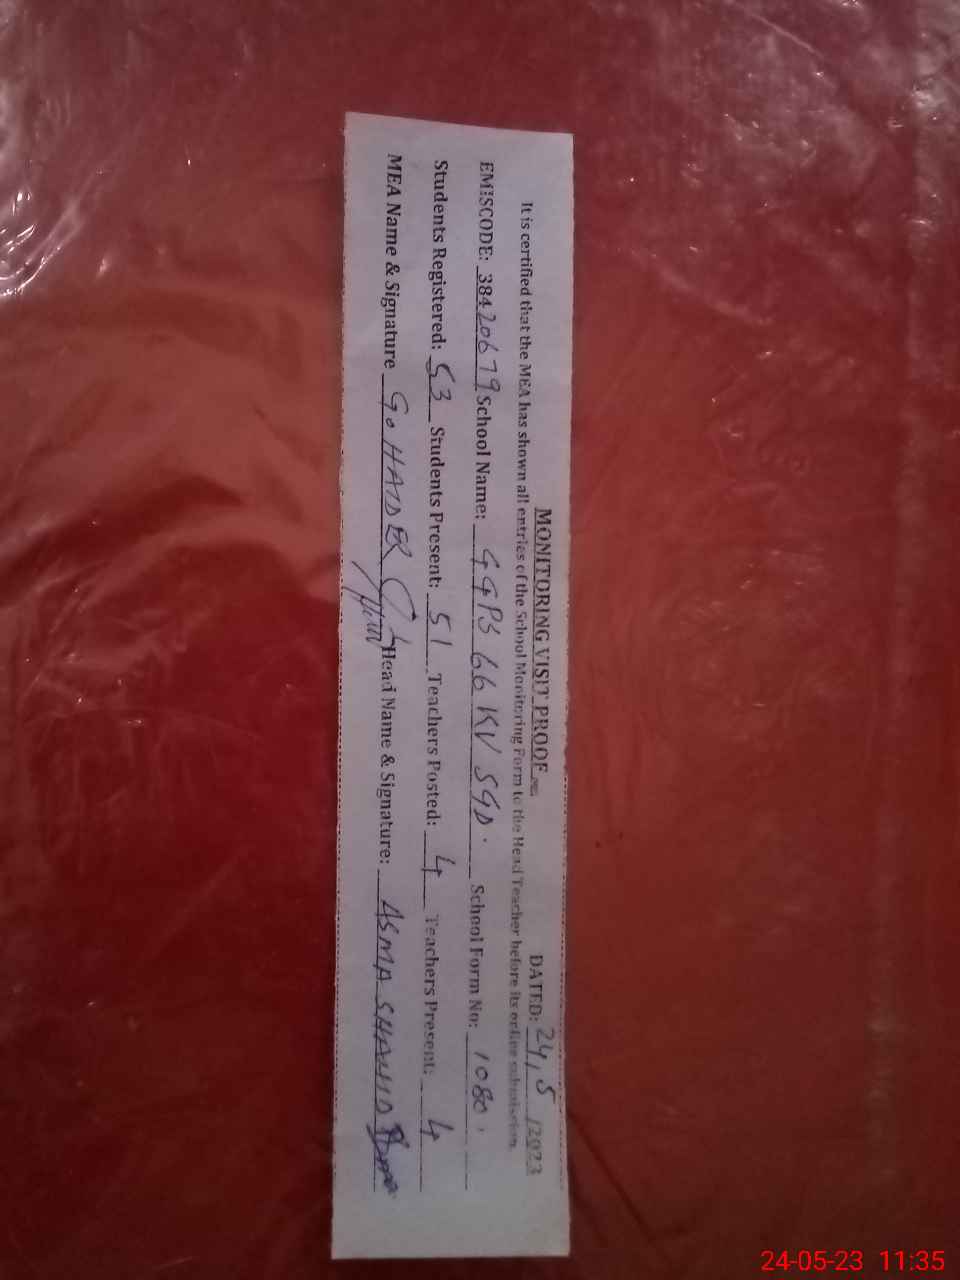 MONITORING VISIT PROOF
DATED: 24/5/2023
It is certified that the MEA has shown all entries of the School Monitoring Form to the Head Teacher before its online submission.
EMISCODE: 38420679 School Name: GGPS 66 KV SGD. School Form No: 1080.
Students Registered: 53 Students Present: 51 Teachers Posted: 4 Teachers Present: 4
MEA Name & Signature Go HAIDER Head Name & Signature: ASMA SHAHID
24-05-23 11:35